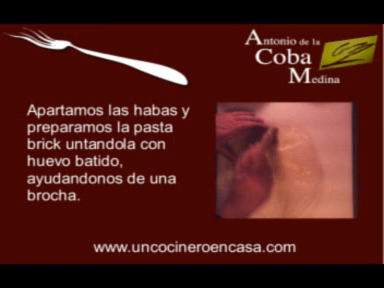 Antonio de la
Coba
Medina
Apartamos las habas y
preparamos la pasta
brick untandola con
huevo batido,
ayudandonos de una
brocha.
www.uncocineroencasa.com